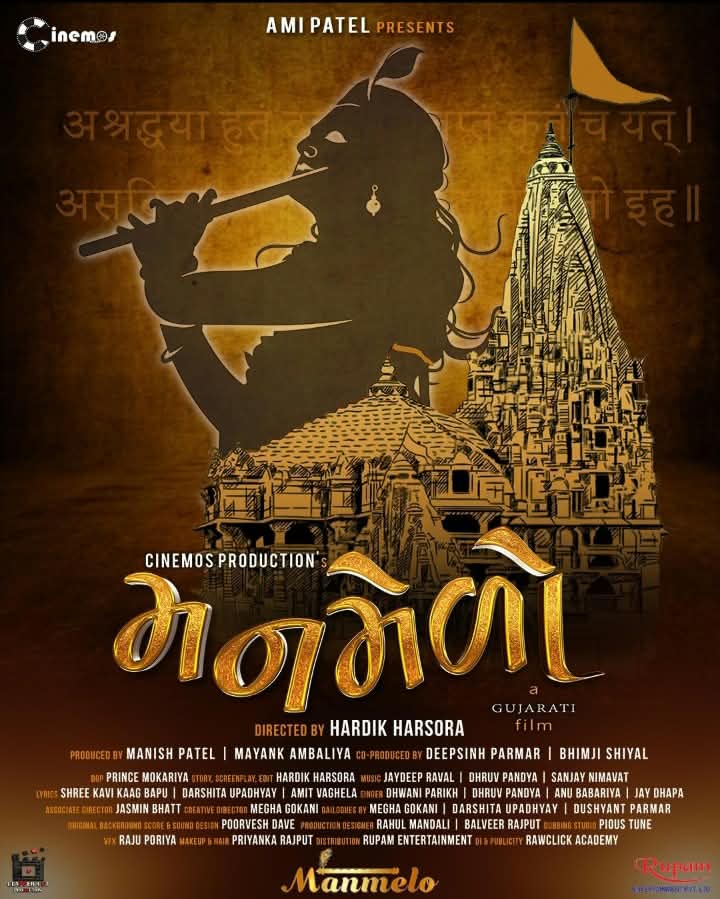 Cinemos
AMI PATEL PRESENTS
अश्रद्धया हुतं च यत्।
इह॥
CINEMOS PRODUCTION's
મનમેળો
a
GUJARATI
film
DIRECTED BY HARDIK HARSORA
PRODUCED BY MANISH PATEL | MAYANK AMBALIYA CO-PRODUCED BY DEEPSINH PARMAR | BHIMJI SHIYAL
DOP PRINCE MOKARIYA STORY, SCREENPLAY, EDIT HARDIK HARSORA MUSIC JAYDEEP RAVAL | DHRUV PANDYA | SANJAY NIMAVAT
LYRICS SHREE KAVI KAAG BAPU | DARSHITA UPADHYAY | AMIT VAGHELA SINGER DHWANI PARIKH | DHRUV PANDYA | ANU BABARIYA | JAY DHAPA
ASSOCIATE DIRECTOR JASMIN BHATT CREATIVE DIRECTOR MEGHA GOKANI DAILOGUES BY MEGHA GOKANI | DARSHITA UPADHYAY | DUSHYANT PARMAR
ORIGINAL BACKGROUND SCORE & SOUND DESIGN POORVESH DAVE PRODUCTION DESIGNER RAHUL MANDALI | BALVEER RAJPUT DUBBING STUDIO PIOUS TUNE
VFX RAJU PORIYA MAKEUP & HAIR PRIYANKA RAJPUT DISTRIBUTION RUPAM ENTERTAINMENT DI & PUBLICITY RAWCLICK ACADEMY
Manmelo
Rupam
ENTERTAINMENT PVT. LTD